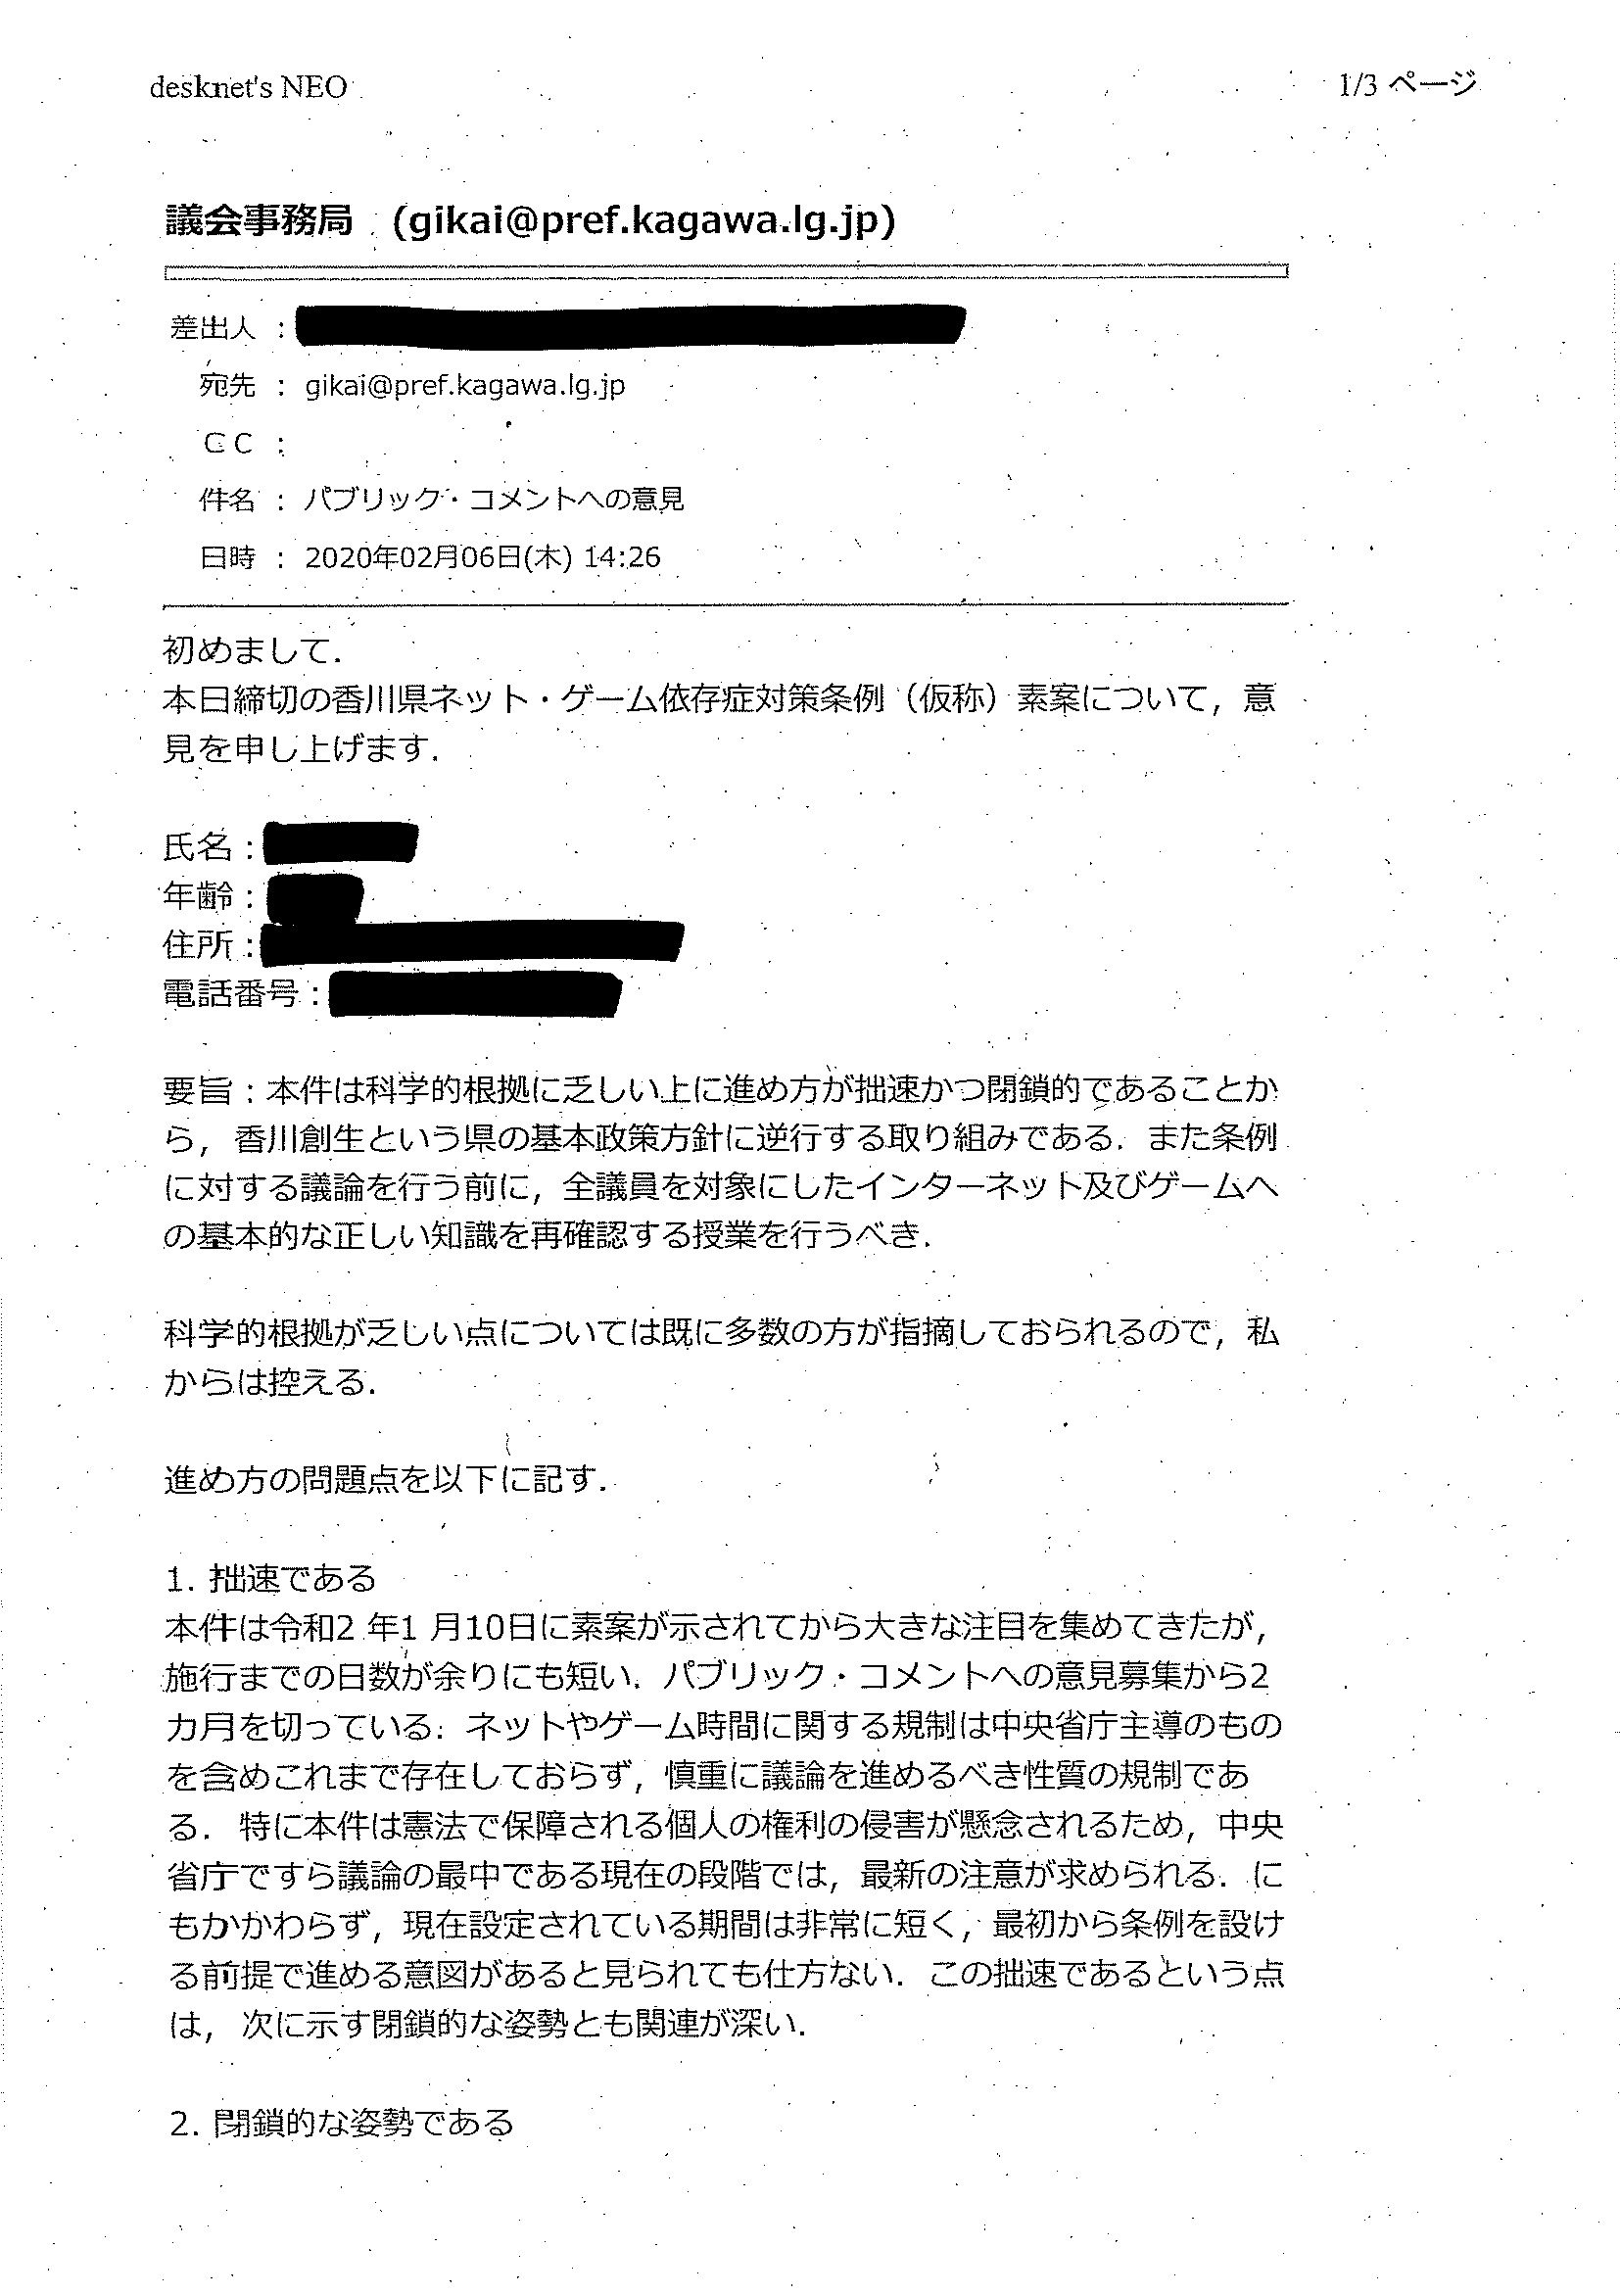 desknet's NEO
1/3 ページ
議会事務局 (gikai@pref.kagawa.lg.jp)
差出人 :
宛先 : gikai@pref.kagawa.lg.jp
CC :
件名 : パブリック・コメントへの意見
日時 : 2020年02月06日(木) 14:26
初めまして.
本日締切の香川県ネット・ゲーム依存症対策条例（仮称）素案について，意
見を申し上げます.
氏名：
年齢：
住所：
電話番号：
要旨：本件は科学的根拠に乏しい上に進め方が拙速かつ閉鎖的であることか
ら，香川創生という県の基本政策方針に逆行する取り組みである．また条例
に対する議論を行う前に，全議員を対象にしたインターネット及びゲームへ
の基本的な正しい知識を再確認する授業を行うべき.
科学的根拠が乏しい点については既に多数の方が指摘しておられるので，私
からは控える.
進め方の問題点を以下に記す.
1. 拙速である
本件は令和2 年1 月10日に素案が示されてから大きな注目を集めてきたが，
施行までの日数が余りにも短い．パブリック・コメントへの意見募集から2
カ月を切っている．ネットやゲーム時間に関する規制は中央省庁主導のもの
を含めこれまで存在しておらず，慎重に議論を進めるべき性質の規制であ
る．特に本件は憲法で保障される個人の権利の侵害が懸念されるため，中央
省庁ですら議論の最中である現在の段階では，最新の注意が求められる．に
もかかわらず，現在設定されている期間は非常に短く，最初から条例を設け
る前提で進める意図があると見られても仕方ない．この拙速であるという点
は，次に示す閉鎖的な姿勢とも関連が深い.
2. 閉鎖的な姿勢である